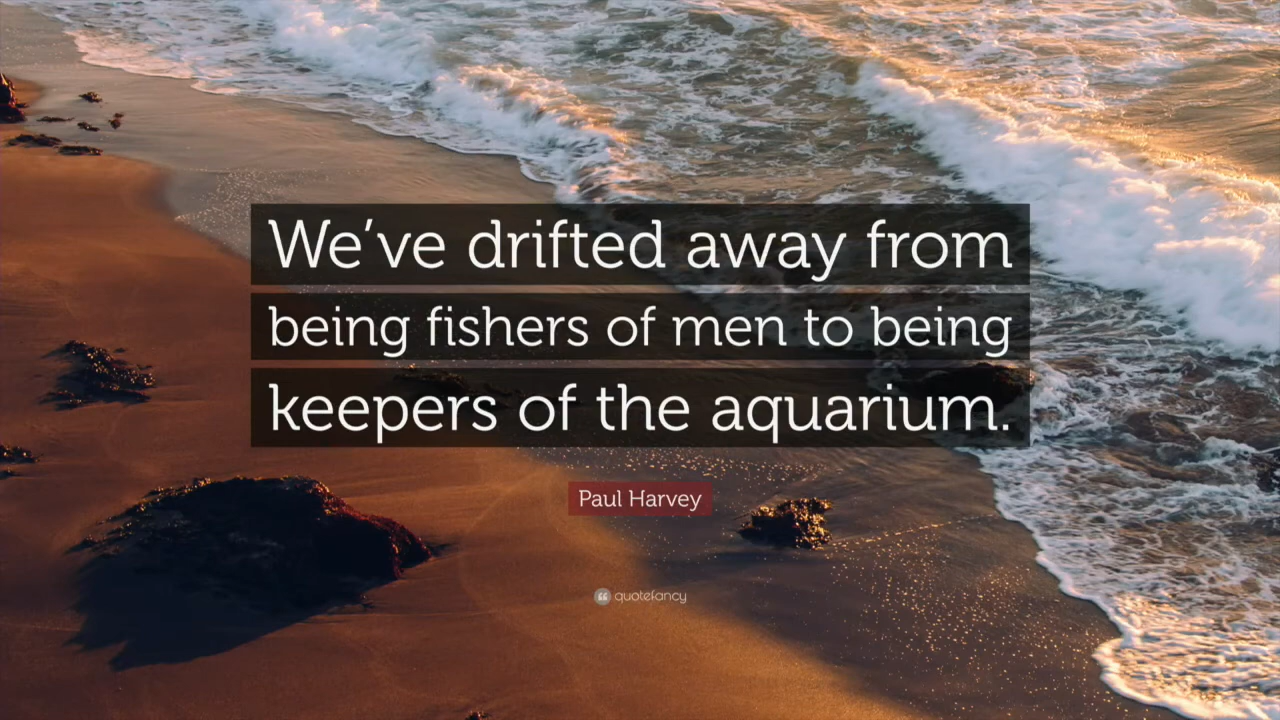 We’ve drifted away from
being fishers of men to being
keepers of the aquarium.
Paul Harvey
quotefancy